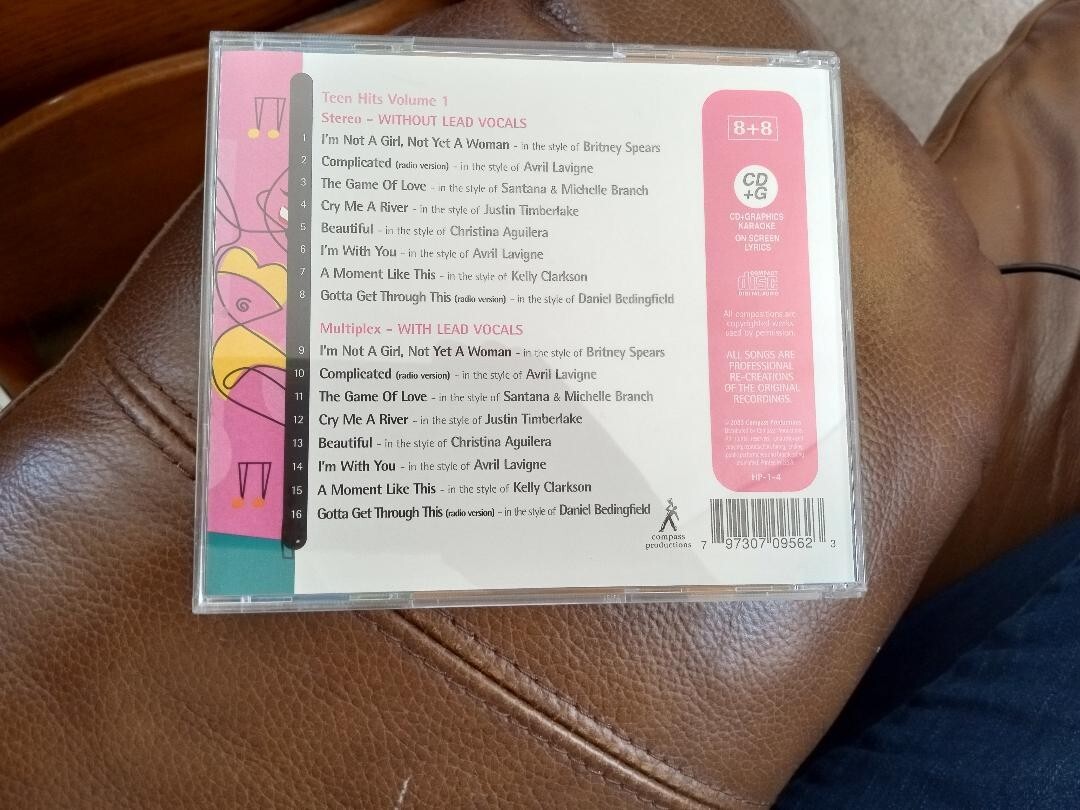 Teen Hits Volume 1
Stereo – WITHOUT LEAD VOCALS
1 I'm Not A Girl, Not Yet A Woman - in the style of Britney Spears
2 Complicated (radio version) - in the style of Avril Lavigne
3 The Game Of Love - in the style of Santana & Michelle Branch
4 Cry Me A River - in the style of Justin Timberlake
5 Beautiful - in the style of Christina Aguilera
6 I'm With You - in the style of Avril Lavigne
7 A Moment Like This - in the style of Kelly Clarkson
8 Gotta Get Through This (radio version) - in the style of Daniel Bedingfield
Multiplex – WITH LEAD VOCALS
9 I'm Not A Girl, Not Yet A Woman - in the style of Britney Spears
10 Complicated (radio version) - in the style of Avril Lavigne
11 The Game Of Love - in the style of Santana & Michelle Branch
12 Cry Me A River - in the style of Justin Timberlake
13 Beautiful - in the style of Christina Aguilera
14 I'm With You - in the style of Avril Lavigne
15 A Moment Like This - in the style of Kelly Clarkson
16 Gotta Get Through This (radio version) - in the style of Daniel Bedingfield
8+8
CD
+G
CD+GRAPHICS
KARAOKE
ON SCREEN
LYRICS
COMPACT
disc
DIGITAL AUDIO
All compositions are
copyrighted works
used by permission.
ALL SONGS ARE
PROFESSIONAL
RE-CREATIONS
OF THE ORIGINAL
RECORDINGS.
Compass Productions
HP-1-4
compass
productions
7 97307 09562 3